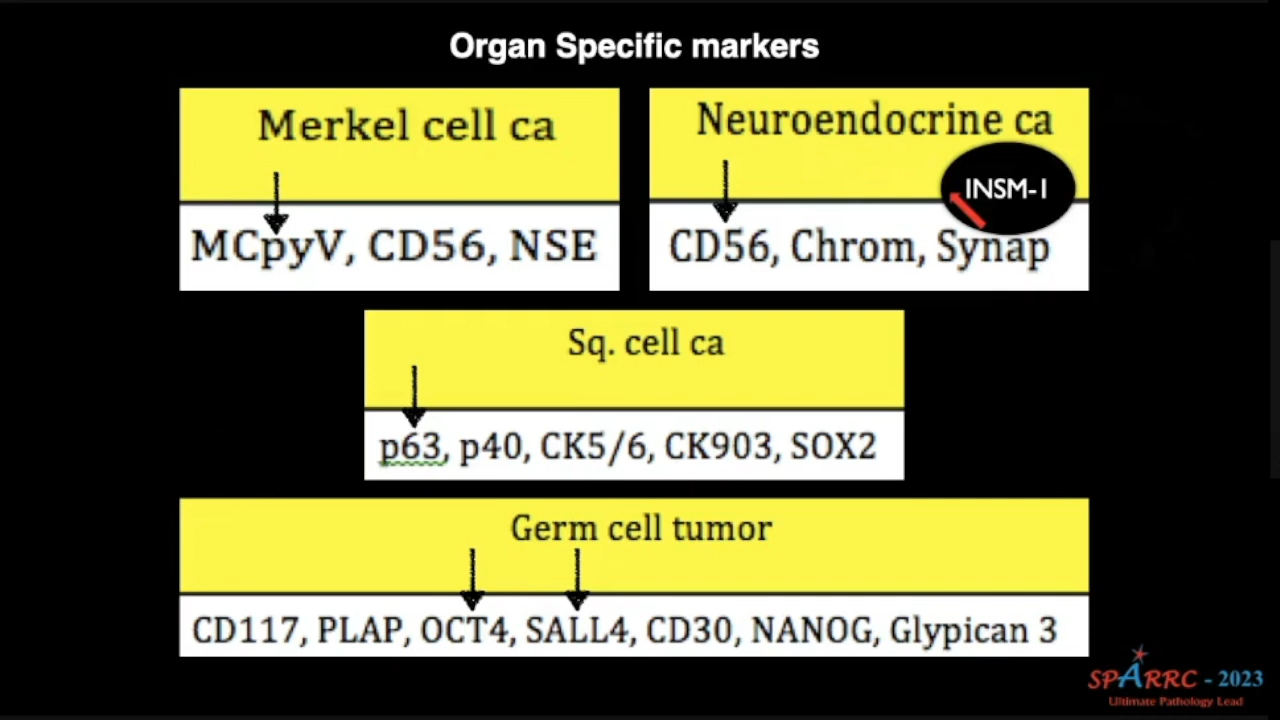 Organ Specific markers
Merkel cell ca
MCpyV, CD56, NSE
Neuroendocrine ca
INSM-1
CD56, Chrom, Synap
Sq. cell ca
p63, p40, CK5/6, CK903, SOX2
Germ cell tumor
CD117, PLAP, OCT4, SALL4, CD30, NANOG, Glypican 3
SPARRC - 2023
Ultimate Pathology Lead